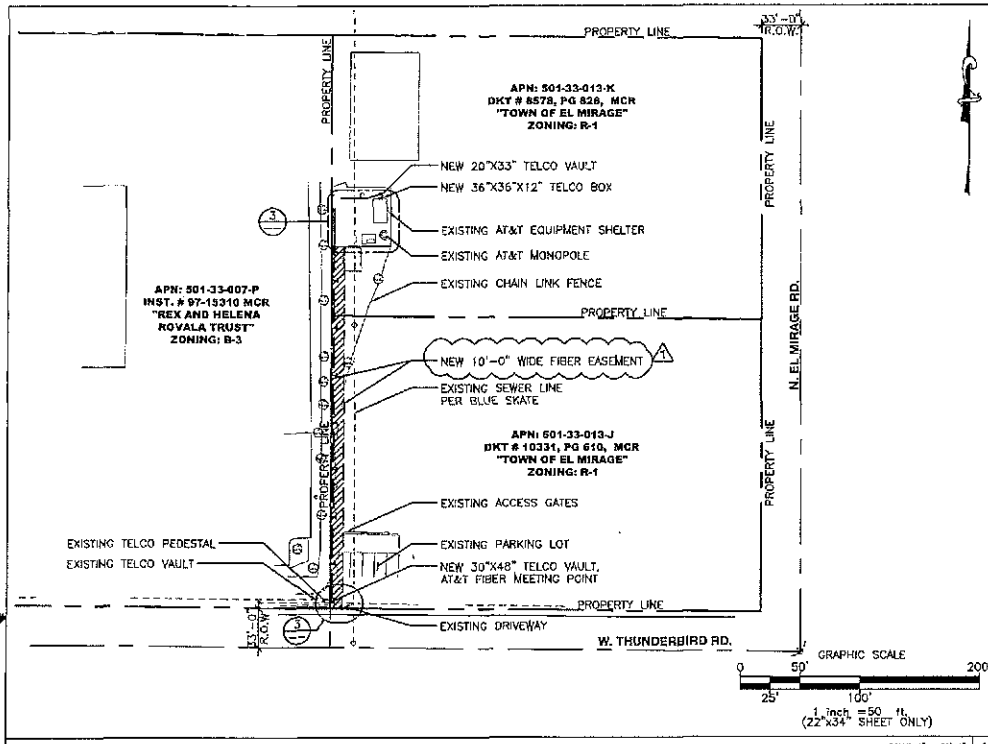 33'-0"
R.O.W.
PROPERTY LINE
PROPERTY LINE
APN: 501-33-013-K
DKT # 8578, PG 826, MCR
"TOWN OF EL MIRAGE"
ZONING: R-1
NEW 20"X33" TELCO VAULT
NEW 36"X36"X12" TELCO BOX
PROPERTY LINE
3
EXISTING AT&T EQUIPMENT SHELTER
EXISTING AT&T MONOPOLE
EXISTING CHAIN LINK FENCE
APN: 501-33-007-P
INST. # 97-15310 MCR
"REX AND HELENA
ROVALA TRUST"
ZONING: B-3
PROPERTY LINE
N. EL MIRAGE RD.
NEW 10'-0" WIDE FIBER EASEMENT
1
EXISTING SEWER LINE
PER BLUE SKATE
PROPERTY LINE
APN: 501-33-013-J
DKT # 10331, PG 610, MCR
"TOWN OF EL MIRAGE"
ZONING: R-1
PROPERTY LINE
EXISTING ACCESS GATES
EXISTING TELCO PEDESTAL
EXISTING PARKING LOT
EXISTING TELCO VAULT
NEW 30"X48" TELCO VAULT,
AT&T FIBER MEETING POINT
PROPERTY LINE
33'-0"
R.O.W.
3
EXISTING DRIVEWAY
W. THUNDERBIRD RD.
GRAPHIC SCALE
0 50' 200
25' 100'
1 inch = 50 ft.
(22"x34" SHEET ONLY)